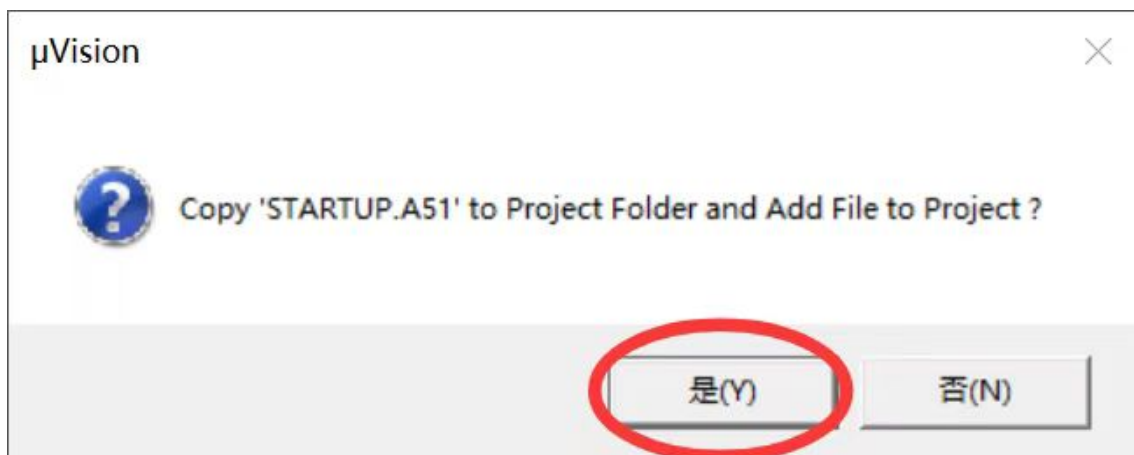 µVision
Copy 'STARTUP.A51' to Project Folder and Add File to Project ?
是(Y) 否(N)